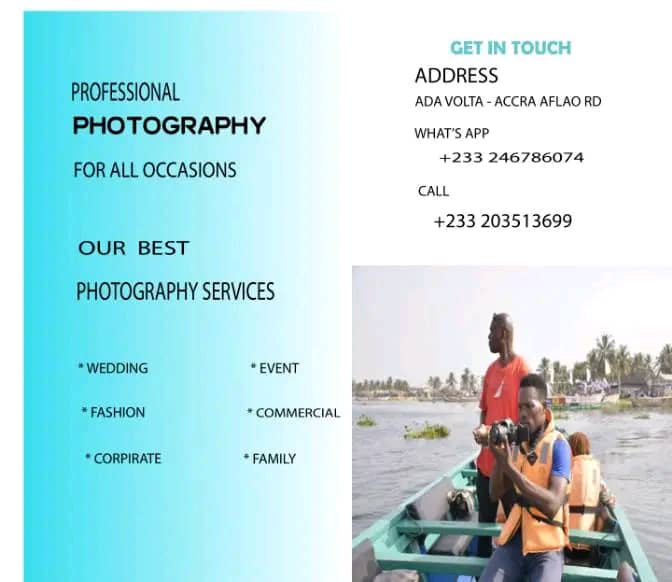 PROFESSIONAL
PHOTOGRAPHY
FOR ALL OCCASIONS
OUR BEST
PHOTOGRAPHY SERVICES
* WEDDING
* EVENT
* FASHION
* COMMERCIAL
* CORPIRATE
* FAMILY
GET IN TOUCH
ADDRESS
ADA VOLTA - ACCRA AFLAO RD
WHAT'S APP
+233 246786074
CALL
+233 203513699